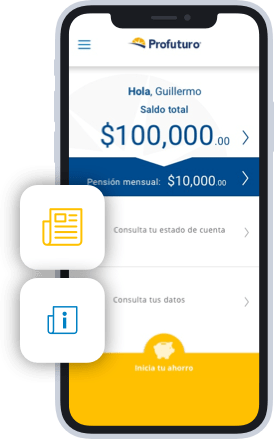 Profuturo
Hola, Guillermo
Saldo total
$100,000.00
Pensión mensual: $10,000.00
Consulta tu estado de cuenta
Consulta tus datos
Inicia tu ahorro